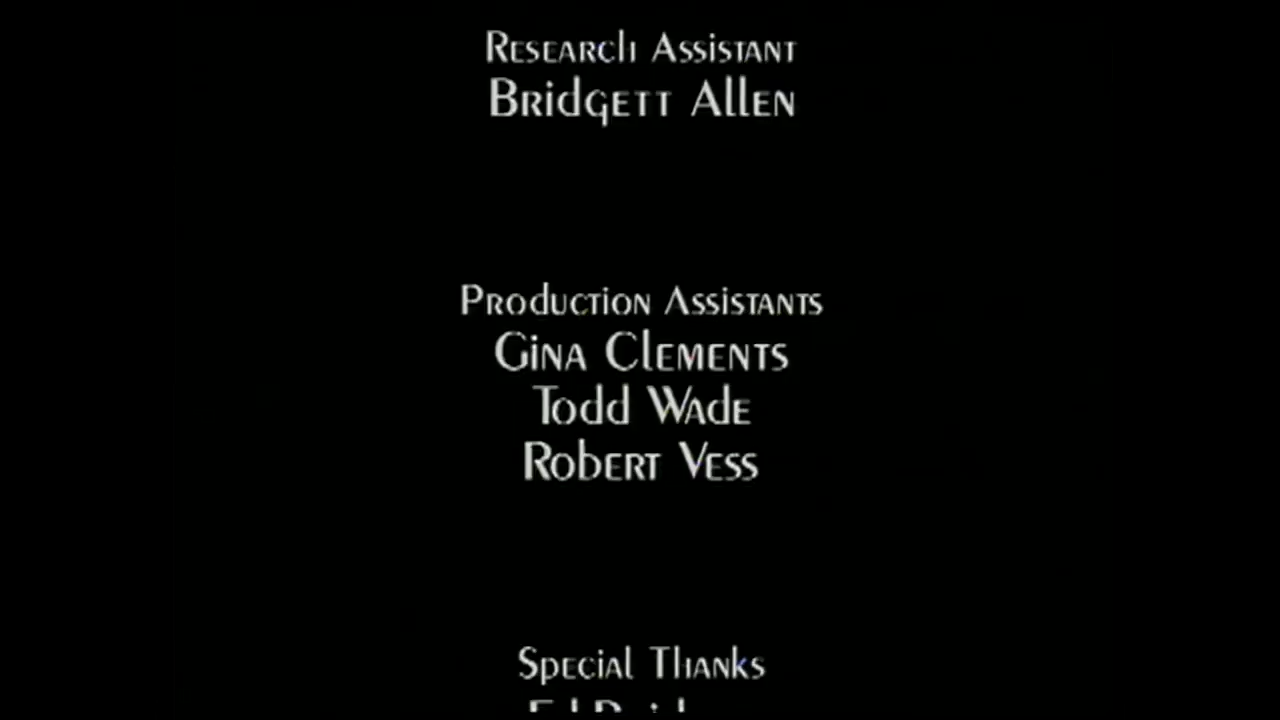 Research Assistant
Bridgett Allen
Production Assistants
Gina Clements
Todd Wade
Robert Vess
Special Thanks